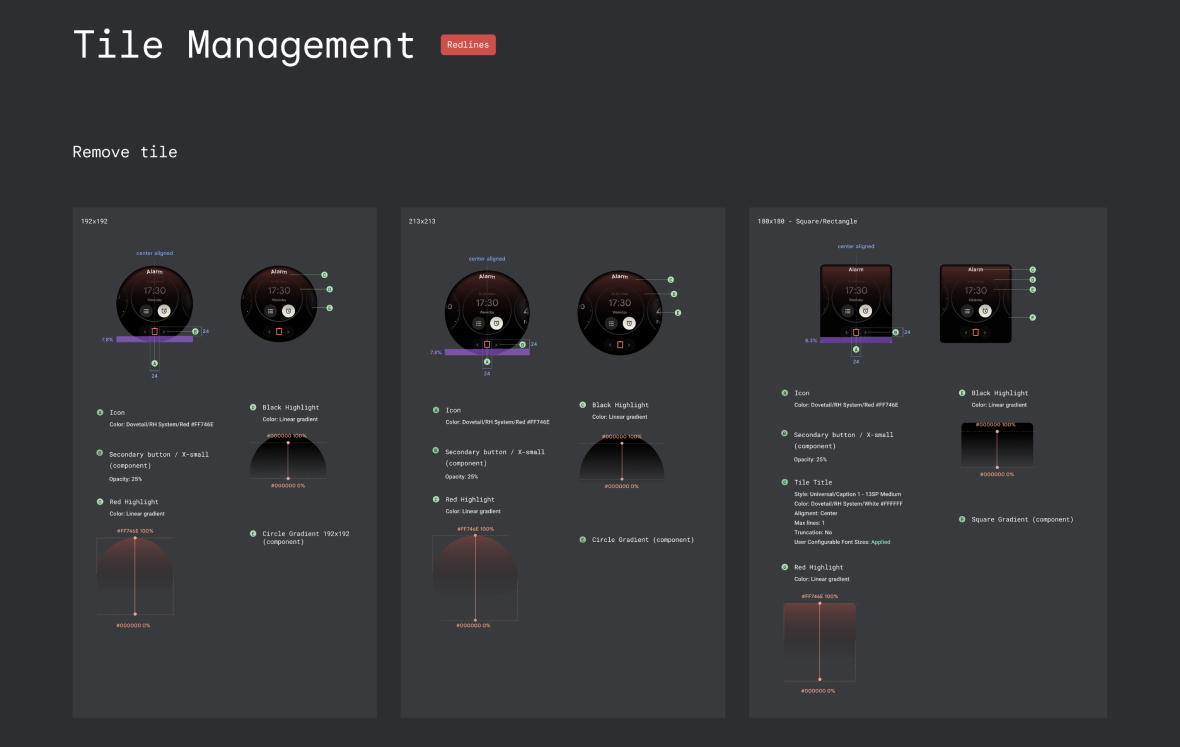 Tile Management
Redlines
Remove tile
192x192
center aligned
Alarm
17:30
Weekday
24
7.8%
24
Alarm
17:30
Weekday
Icon
Color: Dovetail/RH System/Red #FF746E
Secondary button / X-small
(component)
Opacity: 25%
Red Highlight
Color: Linear gradient
#FF746E 100%
#000000 0%
Black Highlight
Color: Linear gradient
#000000 100%
#000000 0%
Circle Gradient 192x192
(component)
213x213
center aligned
Alarm
17:30
Weekday
24
7.8%
24
Alarm
17:30
Weekday
Icon
Color: Dovetail/RH System/Red #FF746E
Secondary button / X-small
(component)
Opacity: 25%
Red Highlight
Color: Linear gradient
#FF746E 100%
#000000 0%
Black Highlight
Color: Linear gradient
#000000 100%
#000000 0%
Circle Gradient (component)
180x180 - Square/Rectangle
center aligned
Alarm
17:30
Weekday
24
8.3%
24
Alarm
17:30
Weekday
Icon
Color: Dovetail/RH System/Red #FF746E
Secondary button / X-small
(component)
Opacity: 25%
Tile Title
Style: Universal/Caption 1 - 13SP Medium
Color: Dovetail/RH System/White #FFFFFF
Aligment: Center
Max lines: 1
Truncation: No
User Configurable Font Sizes: Applied
Red Highlight
Color: Linear gradient
#FF746E 100%
#000000 0%
Black Highlight
Color: Linear gradient
#000000 100%
#000000 0%
Square Gradient (component)